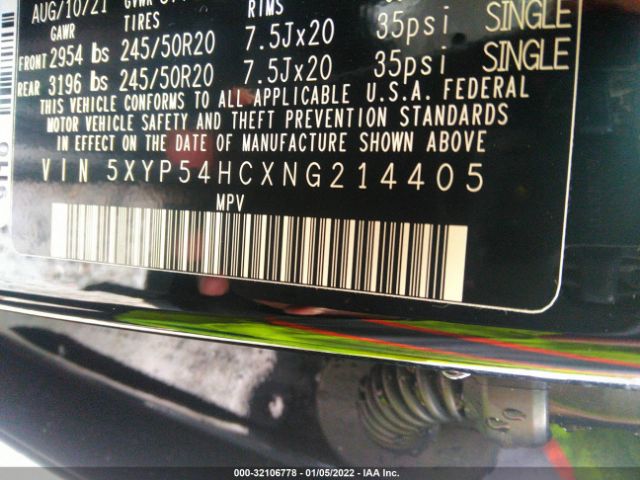 AUG/10/21 GVWR
TIRES RIMS
GAWR
FRONT 2954 lbs 245/50R20 7.5Jx20 35psi SINGLE
REAR 3196 lbs 245/50R20 7.5Jx20 35psi SINGLE
THIS VEHICLE CONFORMS TO ALL APPLICABLE U.S.A. FEDERAL
MOTOR VEHICLE SAFETY AND THEFT PREVENTION STANDARDS
IN EFFECT ON THE DATE OF MANUFACTURE SHOWN ABOVE
VIN 5XYP54HCXNG214405
MPV
000-32106778 — 01/05/2022 - IAA Inc.